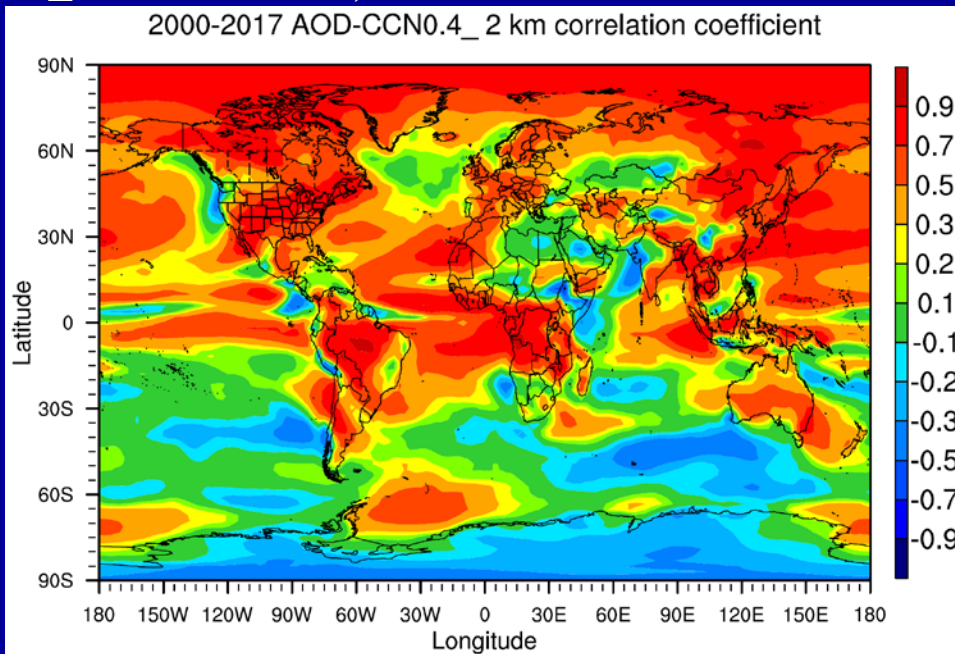 2000-2017 AOD-CCN0.4_ 2 km correlation coefficient
90N
60N
30N
0
30S
60S
90S
Latitude
180 150W 120W 90W 60W 30W 0 30E 60E 90E 120E 150E 180
Longitude
0.9
0.7
0.5
0.3
0.2
0.1
-0.1
-0.2
-0.3
-0.5
-0.7
-0.9